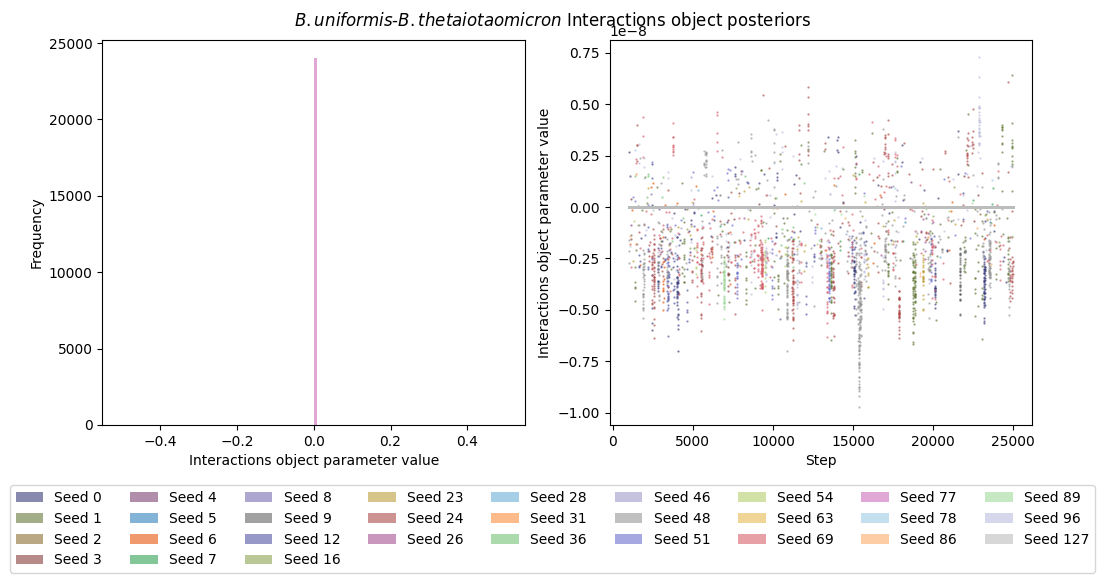 B.uniformis-B.thetaiotaomicron Interactions object posteriors
25000
20000
15000
10000
5000
0
Frequency
−0.4
−0.2
0.0
0.2
0.4
Interactions object parameter value
1e−8
0.75
0.50
0.25
0.00
−0.25
−0.50
−0.75
−1.00
Interactions object parameter value
0
5000
10000
15000
20000
25000
Step
Seed 0
Seed 1
Seed 2
Seed 3
Seed 4
Seed 5
Seed 6
Seed 7
Seed 8
Seed 9
Seed 12
Seed 16
Seed 23
Seed 24
Seed 26
Seed 28
Seed 31
Seed 36
Seed 46
Seed 48
Seed 51
Seed 54
Seed 63
Seed 69
Seed 77
Seed 78
Seed 86
Seed 89
Seed 96
Seed 127